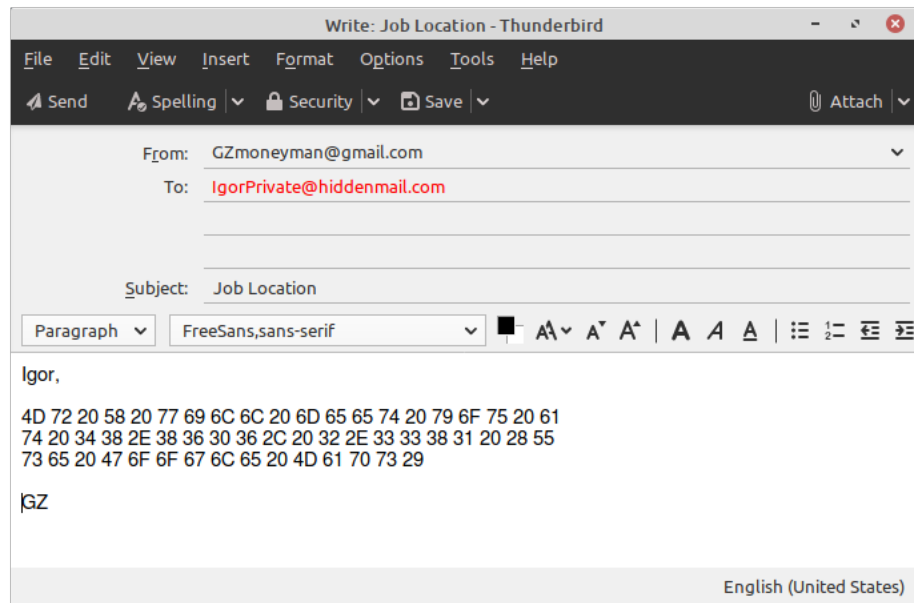 Write: Job Location - Thunderbird
File Edit View Insert Format Options Tools Help
Send Spelling Security Save Attach
From: GZmoneyman@gmail.com
To: IgorPrivate@hiddenmail.com
Subject: Job Location
Paragraph FreeSans,sans-serif
Igor,
4D 72 20 58 20 77 69 6C 6C 20 6D 65 65 74 20 79 6F 75 20 61
74 20 34 38 2E 38 36 30 36 2C 20 32 2E 33 33 38 31 20 28 55
73 65 20 47 6F 6F 67 6C 65 20 4D 61 70 73 29
GZ
English (United States)